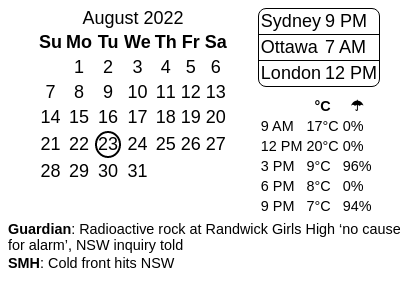 August 2022
Su Mo Tu We Th Fr Sa
1 2 3 4 5 6
7 8 9 10 11 12 13
14 15 16 17 18 19 20
21 22 23 24 25 26 27
28 29 30 31
Sydney 9 PM
Ottawa 7 AM
London 12 PM
°C ☂
9 AM 17°C 0%
12 PM 20°C 0%
3 PM 9°C 96%
6 PM 8°C 0%
9 PM 7°C 94%
Guardian: Radioactive rock at Randwick Girls High ‘no cause
for alarm’, NSW inquiry told
SMH: Cold front hits NSW